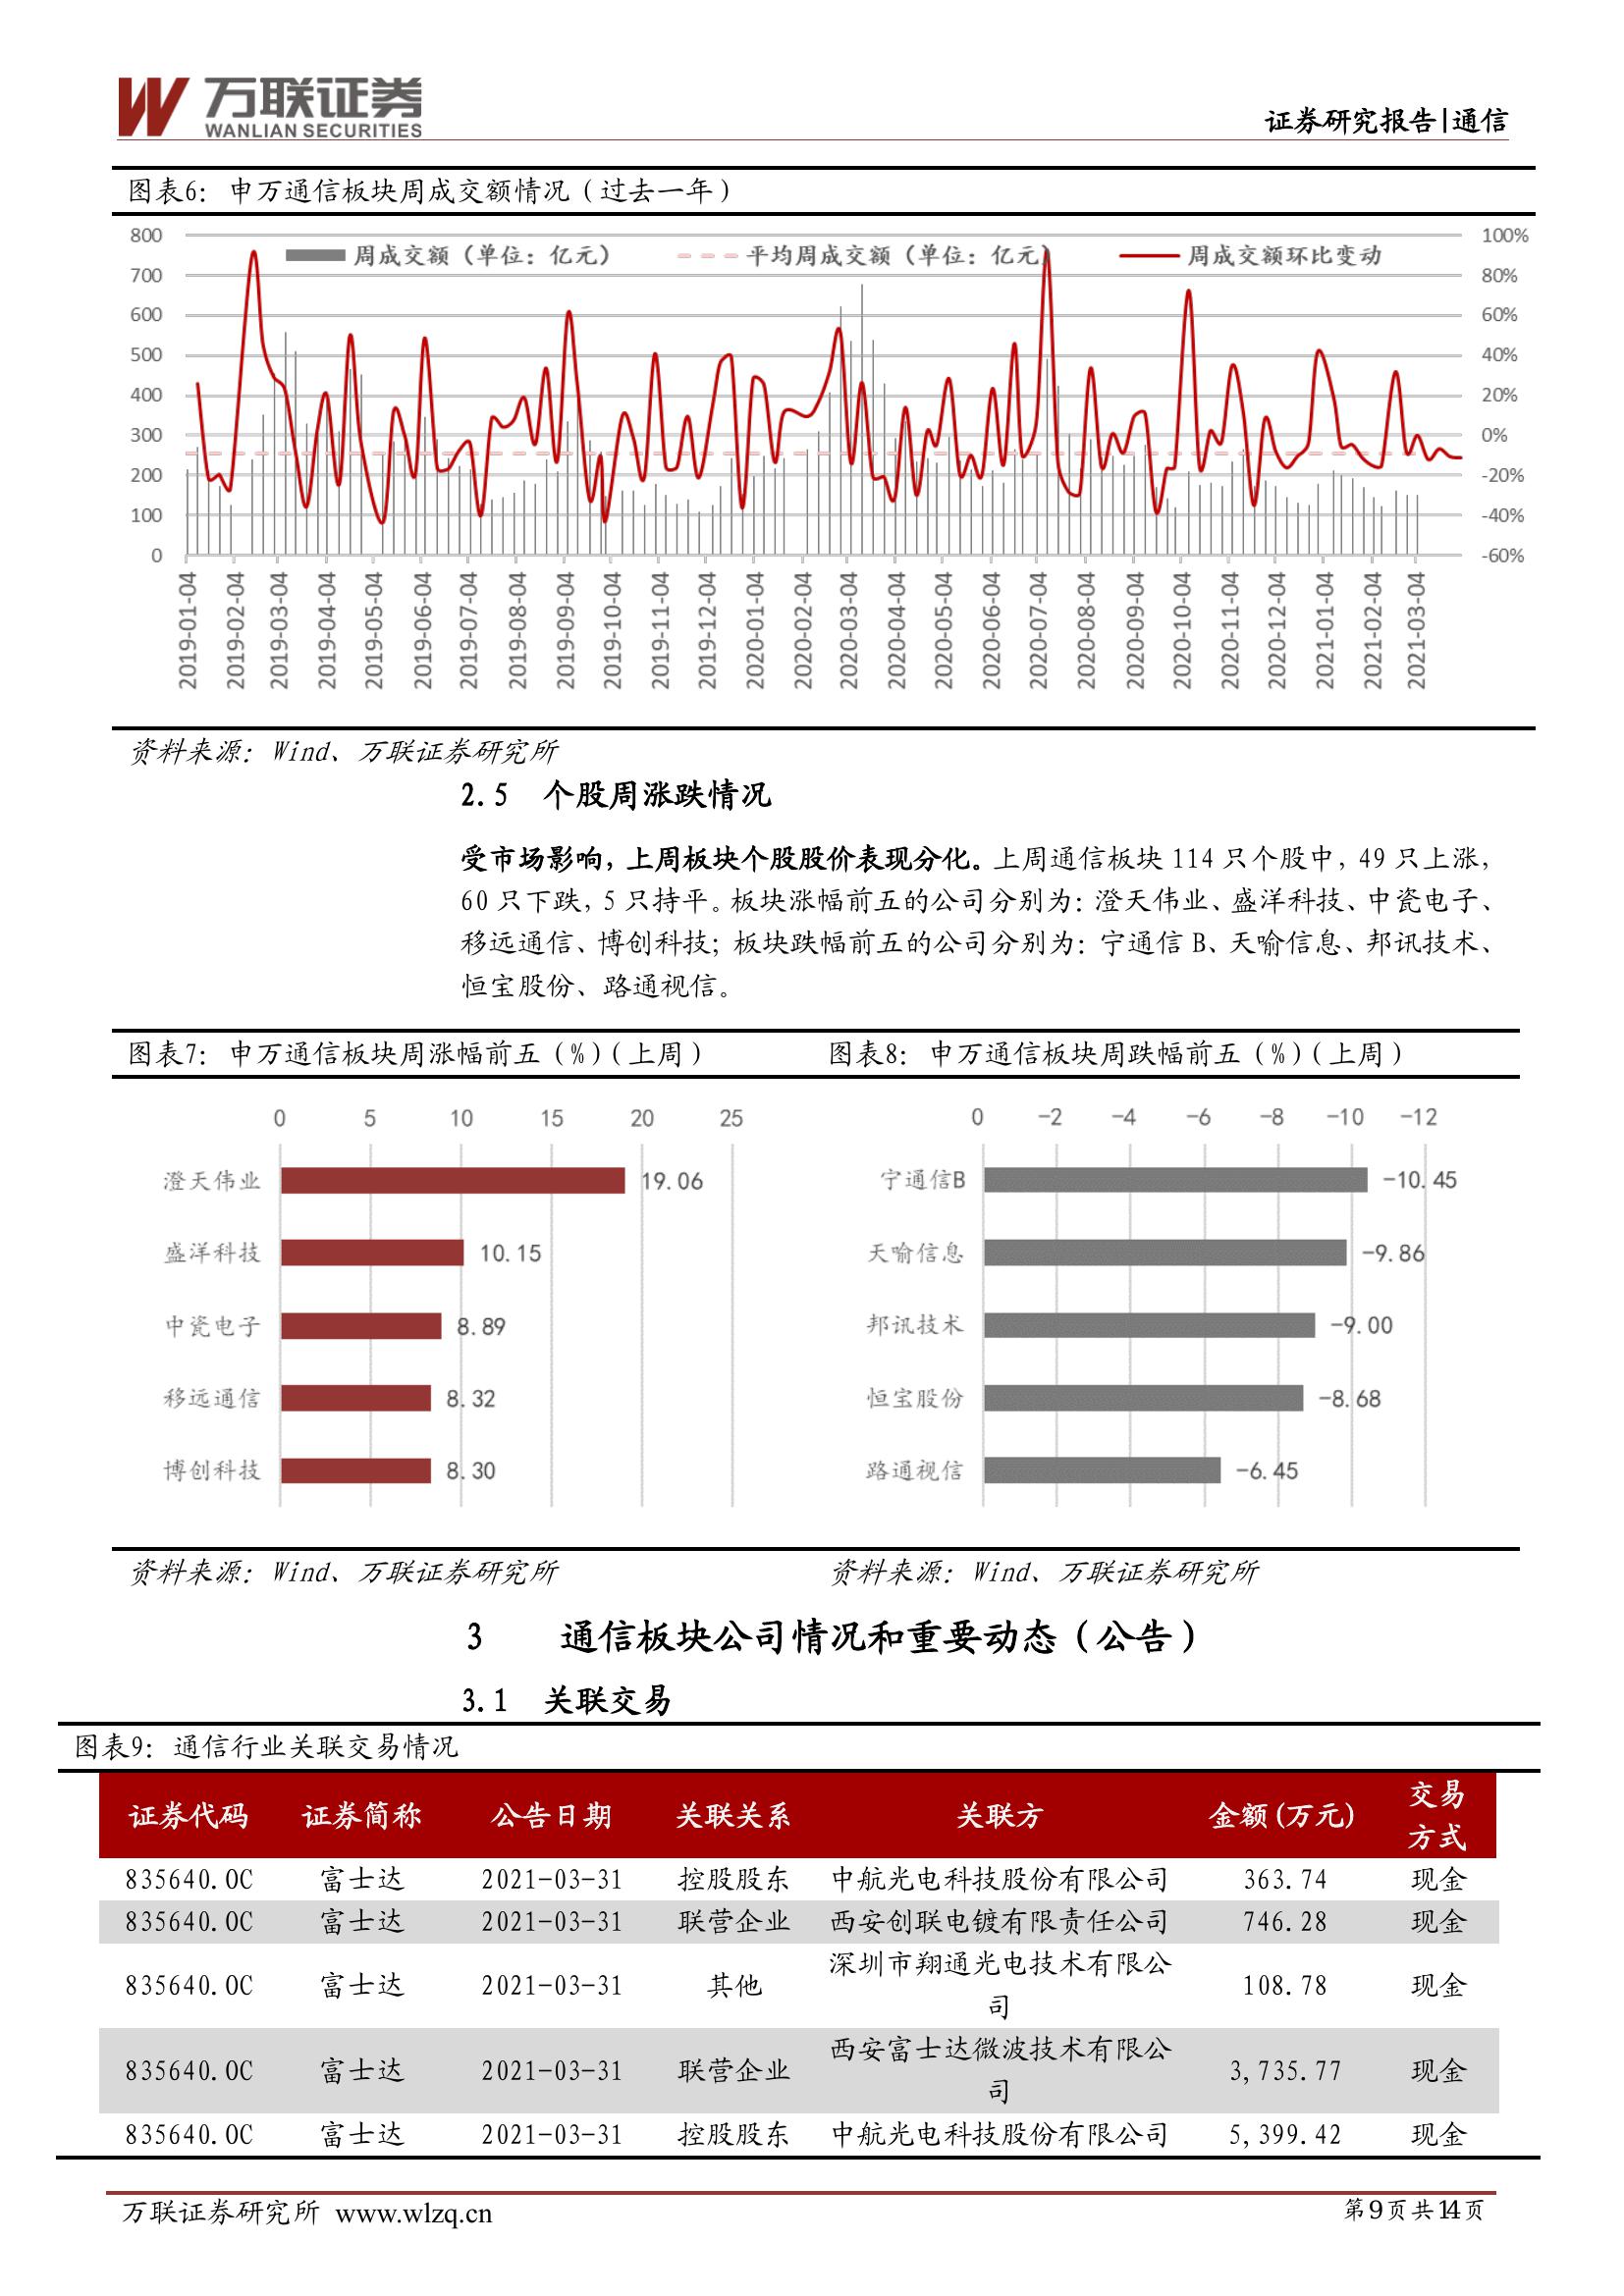 万联证券
WANLIAN SECURITIES
证券研究报告|通信
图表6: 申万通信板块周成交额情况（过去一年）
周成交额（单位：亿元） 平均周成交额（单位：亿元） 周成交额环比变动
800 100%
700 80%
600 60%
500 40%
400 20%
300 0%
200 -20%
100 -40%
0 -60%
2019-01-04 2019-02-04 2019-03-04 2019-04-04 2019-05-04 2019-06-04 2019-07-04 2019-08-04 2019-09-04 2019-10-04 2019-11-04 2019-12-04 2020-01-04 2020-02-04 2020-03-04 2020-04-04 2020-05-04 2020-06-04 2020-07-04 2020-08-04 2020-09-04 2020-10-04 2020-11-04 2020-12-04 2021-01-04 2021-02-04 2021-03-04
资料来源：Wind、万联证券研究所
2.5 个股周涨跌情况
受市场影响，上周板块个股股价表现分化。上周通信板块 114 只个股中，49 只上涨，
60 只下跌，5 只持平。板块涨幅前五的公司分别为：澄天伟业、盛洋科技、中瓷电子、
移远通信、博创科技；板块跌幅前五的公司分别为：宁通信 B、天喻信息、邦讯技术、
恒宝股份、路通视信。
图表7: 申万通信板块周涨幅前五（%）（上周）
0 5 10 15 20 25
澄天伟业 19.06
盛洋科技 10.15
中瓷电子 8.89
移远通信 8.32
博创科技 8.30
资料来源：Wind、万联证券研究所
图表8: 申万通信板块周跌幅前五（%）（上周）
0 -2 -4 -6 -8 -10 -12
宁通信B -10.45
天喻信息 -9.86
邦讯技术 -9.00
恒宝股份 -8.68
路通视信 -6.45
资料来源：Wind、万联证券研究所
3 通信板块公司情况和重要动态（公告）
3.1 关联交易
图表9: 通信行业关联交易情况
证券代码 证券简称 公告日期 关联关系 关联方 金额(万元) 交易
方式
835640.OC 富士达 2021-03-31 控股股东 中航光电科技股份有限公司 363.74 现金
835640.OC 富士达 2021-03-31 联营企业 西安创联电镀有限责任公司 746.28 现金
835640.OC 富士达 2021-03-31 其他 深圳市翔通光电技术有限公 108.78 现金
司
835640.OC 富士达 2021-03-31 联营企业 西安富士达微波技术有限公 3,735.77 现金
司
835640.OC 富士达 2021-03-31 控股股东 中航光电科技股份有限公司 5,399.42 现金
万联证券研究所 www.wlzq.cn 第9页共14页